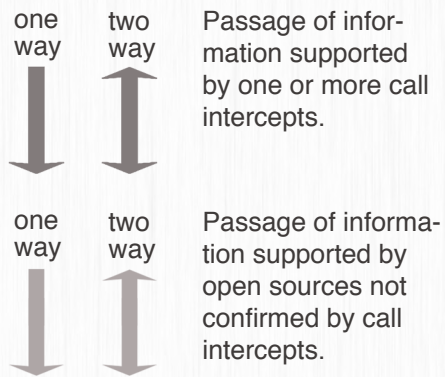 one two
way way
Passage of infor-
mation supported
by one or more call
intercepts.
one two
way way
Passage of informa-
tion supported by
open sources not
confirmed by call
intercepts.